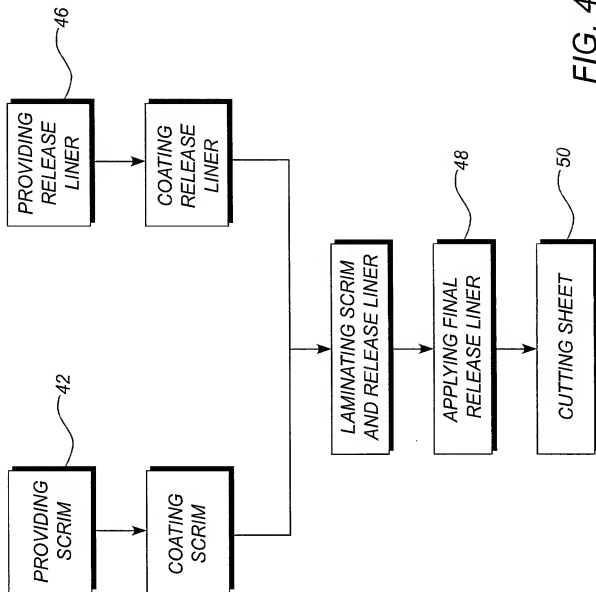 42
PROVIDING
SCRIM
COATING
SCRIM
46
PROVIDING
RELEASE
LINER
COATING
RELEASE
LINER
LAMINATING SCRIM
AND RELEASE LINER
48
APPLYING FINAL
RELEASE LINER
50
CUTTING SHEET
FIG. 4